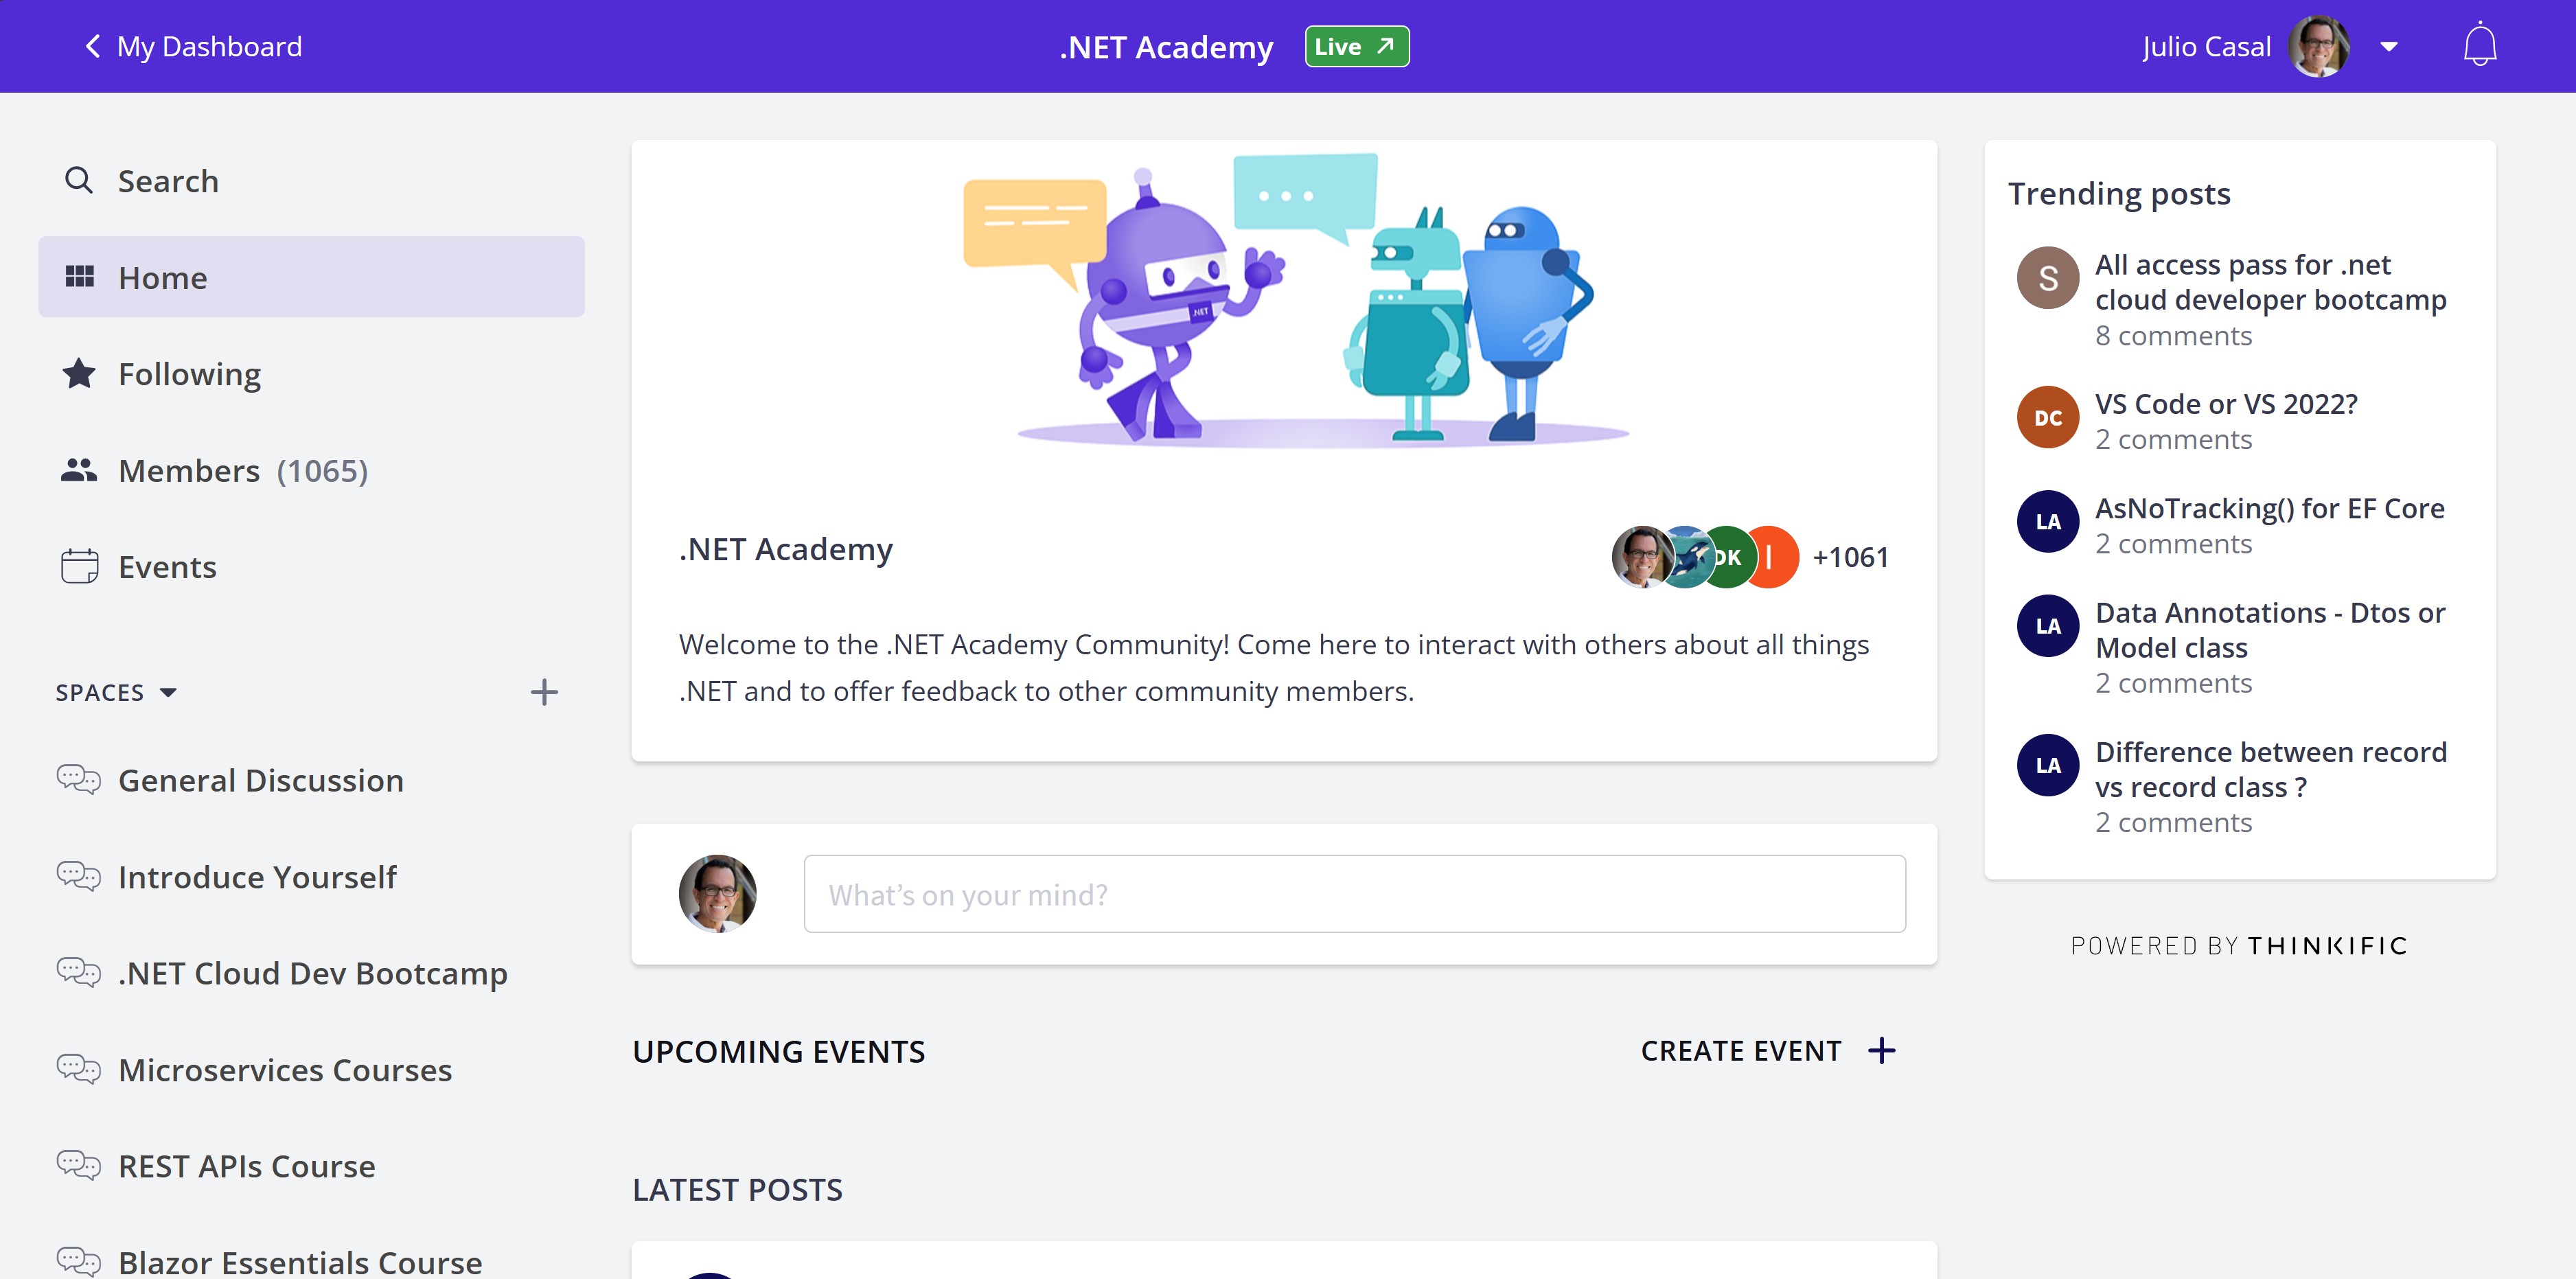 My Dashboard
.NET Academy
Live
Julio Casal
Search
Home
Following
Members (1065)
Events
SPACES
General Discussion
Introduce Yourself
.NET Cloud Dev Bootcamp
Microservices Courses
REST APIs Course
Blazor Essentials Course
.NET
.NET Academy
DK
I
+1061
Welcome to the .NET Academy Community! Come here to interact with others about all things
.NET and to offer feedback to other community members.
What’s on your mind?
UPCOMING EVENTS
CREATE EVENT
LATEST POSTS
Trending posts
S
All access pass for .net
cloud developer bootcamp
8 comments
DC
VS Code or VS 2022?
2 comments
LA
AsNoTracking() for EF Core
2 comments
LA
Data Annotations - Dtos or
Model class
2 comments
LA
Difference between record
vs record class ?
2 comments
POWERED BY THINKIFIC